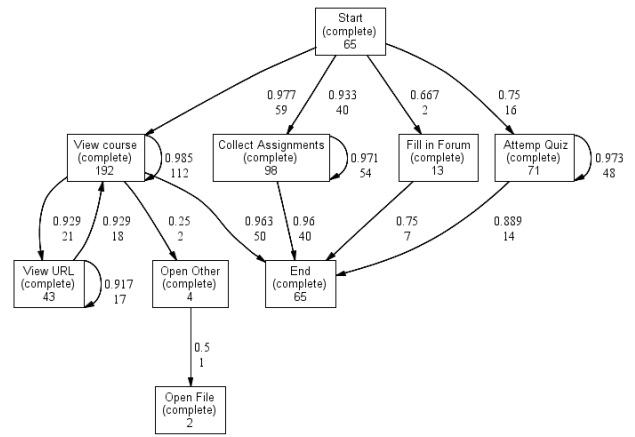 Start
(complete)
65
0.977
59
0.933
40
0.667
2
0.75
16
View course
(complete)
192
0.985
112
Collect Assignments
(complete)
98
0.971
54
Fill in Forum
(complete)
13
Attemp Quiz
(complete)
71
0.973
48
0.929
21
0.929
18
0.25
2
0.963
50
0.96
40
0.75
7
0.889
14
View URL
(complete)
43
0.917
17
Open Other
(complete)
4
End
(complete)
65
0.5
1
Open File
(complete)
2